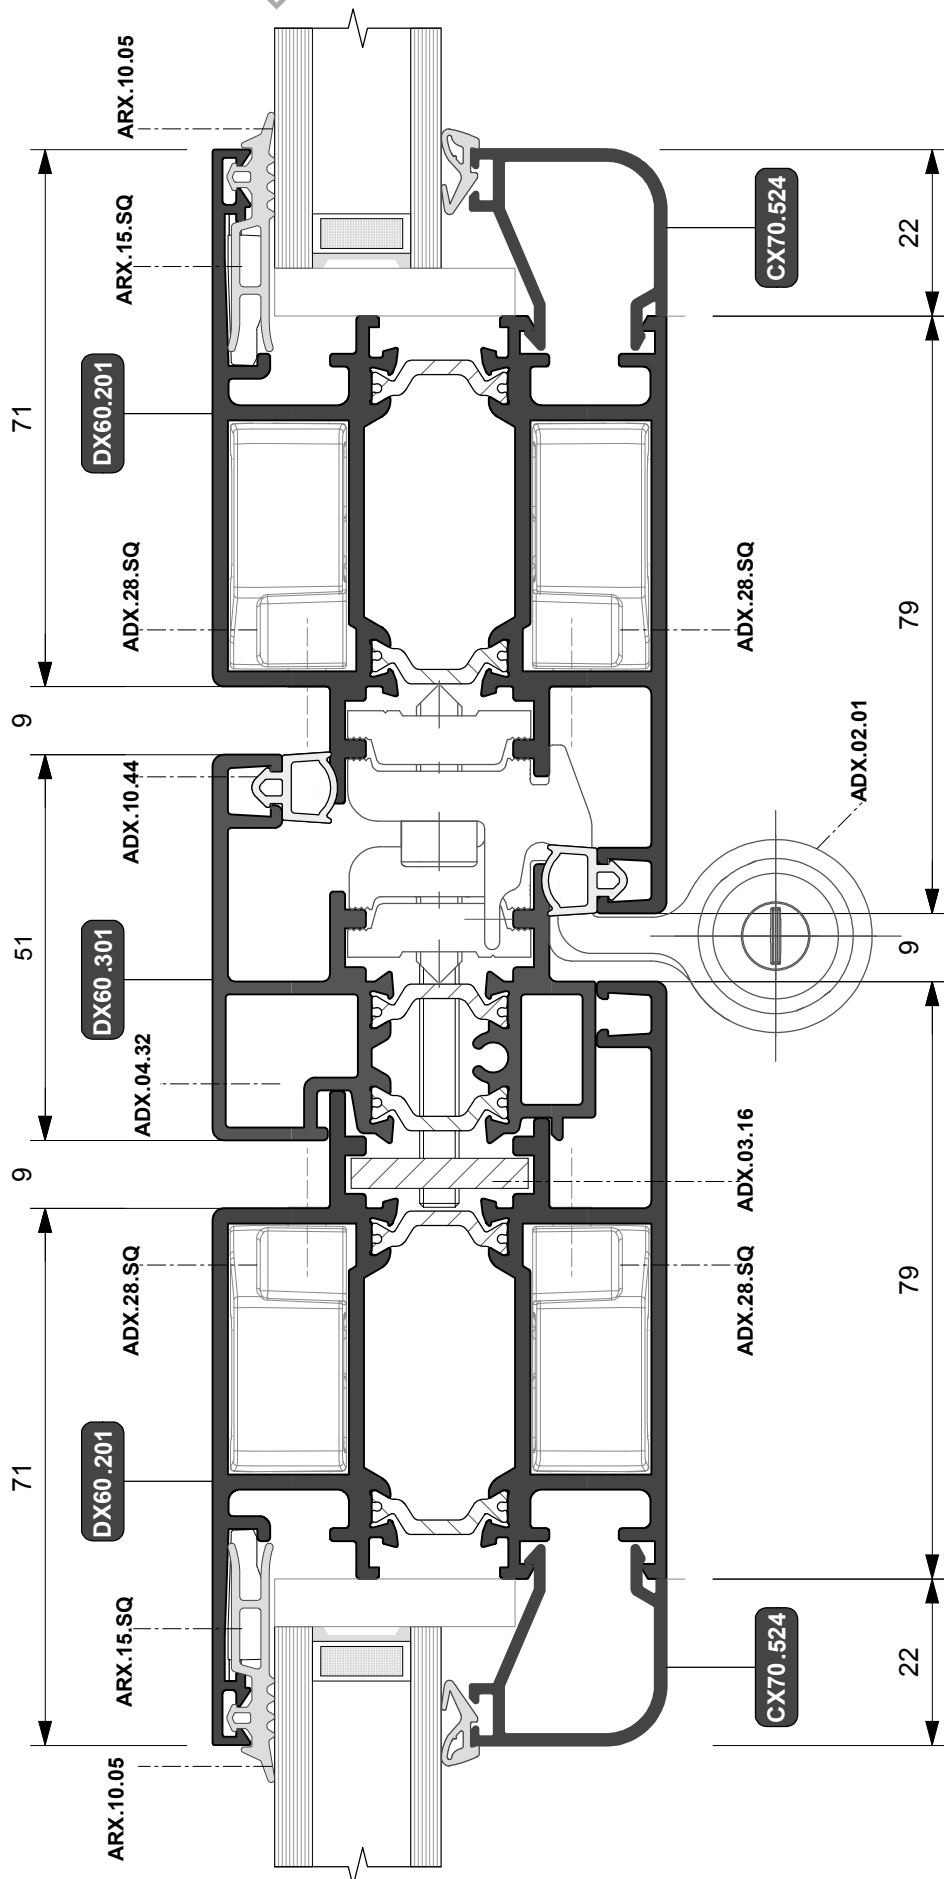 ARX.10.05
ARX.15.SQ
DX60.201
ADX.28.SQ
ADX.10.44
DX60.301
ADX.04.32
ADX.28.SQ
DX60.201
ARX.15.SQ
ARX.10.05
71
9
51
9
71
CX70.524
ADX.28.SQ
ADX.02.01
ADX.03.16
ADX.28.SQ
CX70.524
22
79
9
79
22